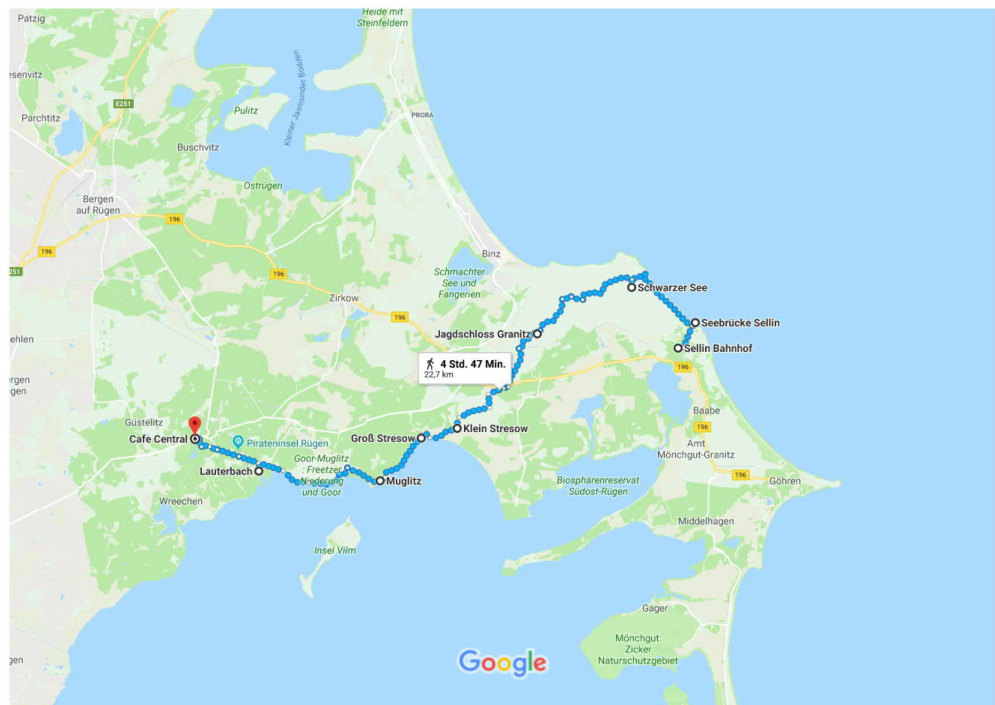 Patzig
Heide mit
Steinfeldern
esenvitz
E251
Parchtitz
Pulitz
Kleiner Jasmunder Bodden
PRORA
Buschvitz
Ostrügen
Bergen
auf Rügen
196
196
Binz
251
196
Schmachter
See und
Fangerien
Schwarzer See
Zirkow
196
Seebrücke Sellin
Jagdschloss Granitz
ehlen
Sellin Bahnhof
4 Std. 47 Min.
22,7 km
196
rgen
gen
Baabe
Güstelitz
Klein Stresow
196
Cafe Central
Pirateninsel Rügen
Groß Stresow
Amt
Mönchgut-Granitz
Goor-Muglitz
: Freetzer
Niederung
und Goor
Lauterbach
Muglitz
196
Göhren
Biosphärenreservat
Südost-Rügen
Wreechen
Middelhagen
Insel Vilm
Gager
Mönchgut:
Zicker
Naturschutzgebiet
gen
Google